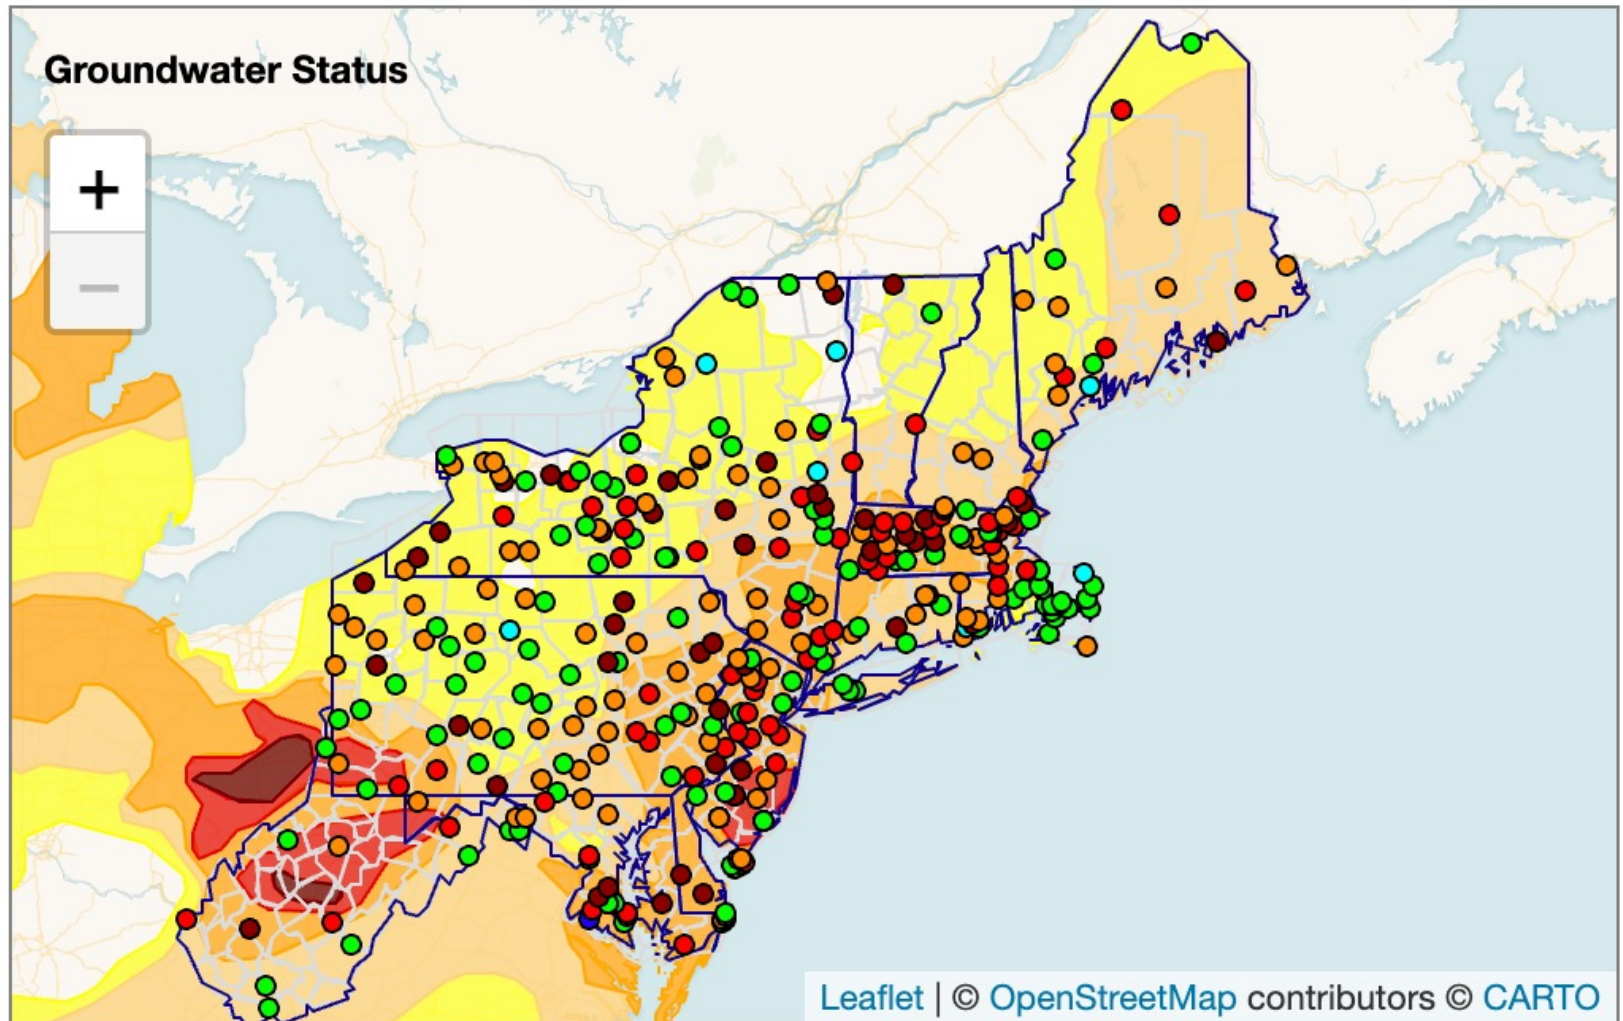 Groundwater Status
+
−
Leaflet | © OpenStreetMap contributors © CARTO